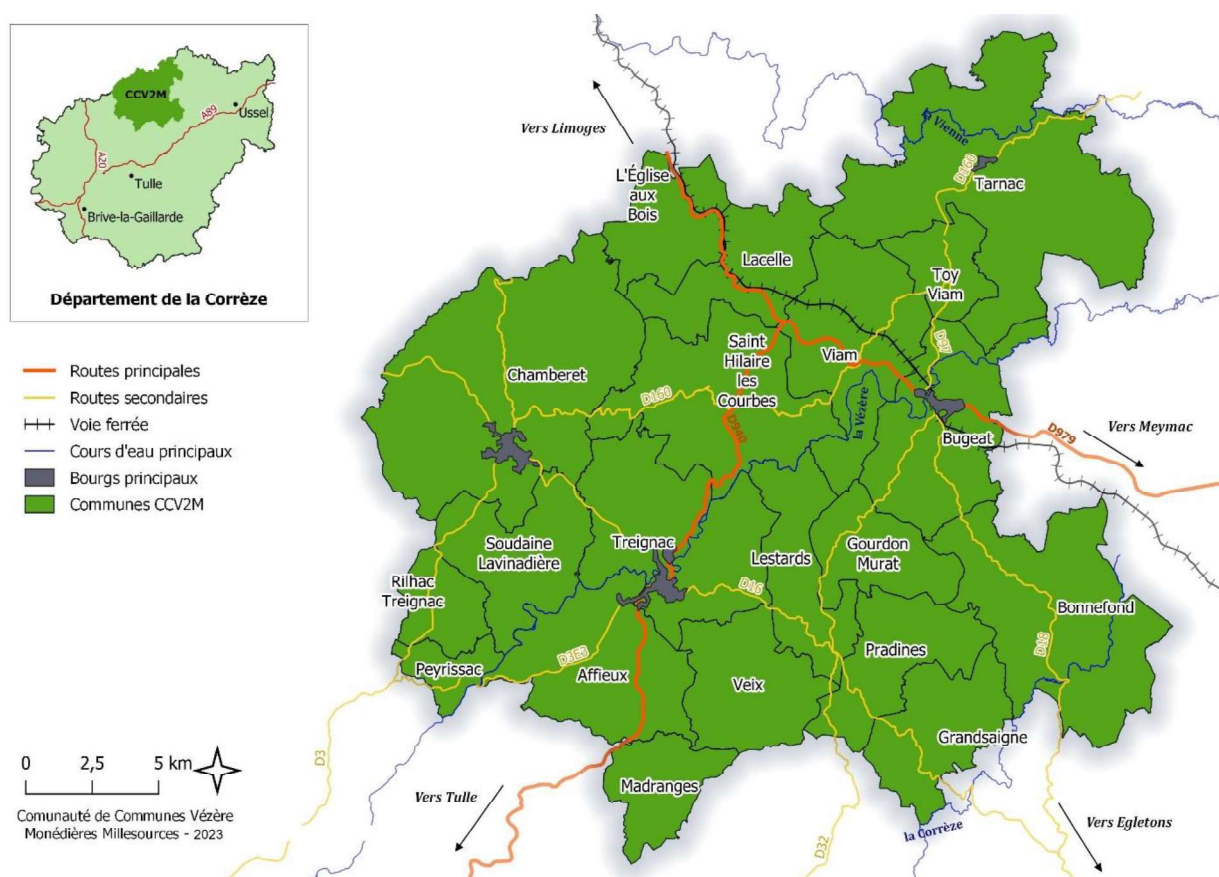 CCV2M
Ussel
A89
A20
Tulle
Brive-la-Gaillarde
Département de la Corrèze
Routes principales
Routes secondaires
Voie ferrée
Cours d'eau principaux
Bourgs principaux
Communes CCV2M
0 2,5 5 km
Comunauté de Communes Vézère
Monédières Millesources - 2023
Vers Limoges
la Vienne
L'Église
aux
Bois
Tarnac
Lacelle
Toy
Viam
D97
Saint
Hilaire
les
Courbes
Viam
Chamberet
D160
la Vézère
D940
Bugeat
D979
Vers Meymac
Treignac
Soudaine
Lavinadière
Lestards
Gourdon
Murat
Rilhac
Treignac
D16
Bonnefond
Pradines
D18
Peyrissac
D3E3
Affieux
Veix
Grandsaigne
D3
Madranges
Vers Tulle
D32
la Corrèze
Vers Egletons